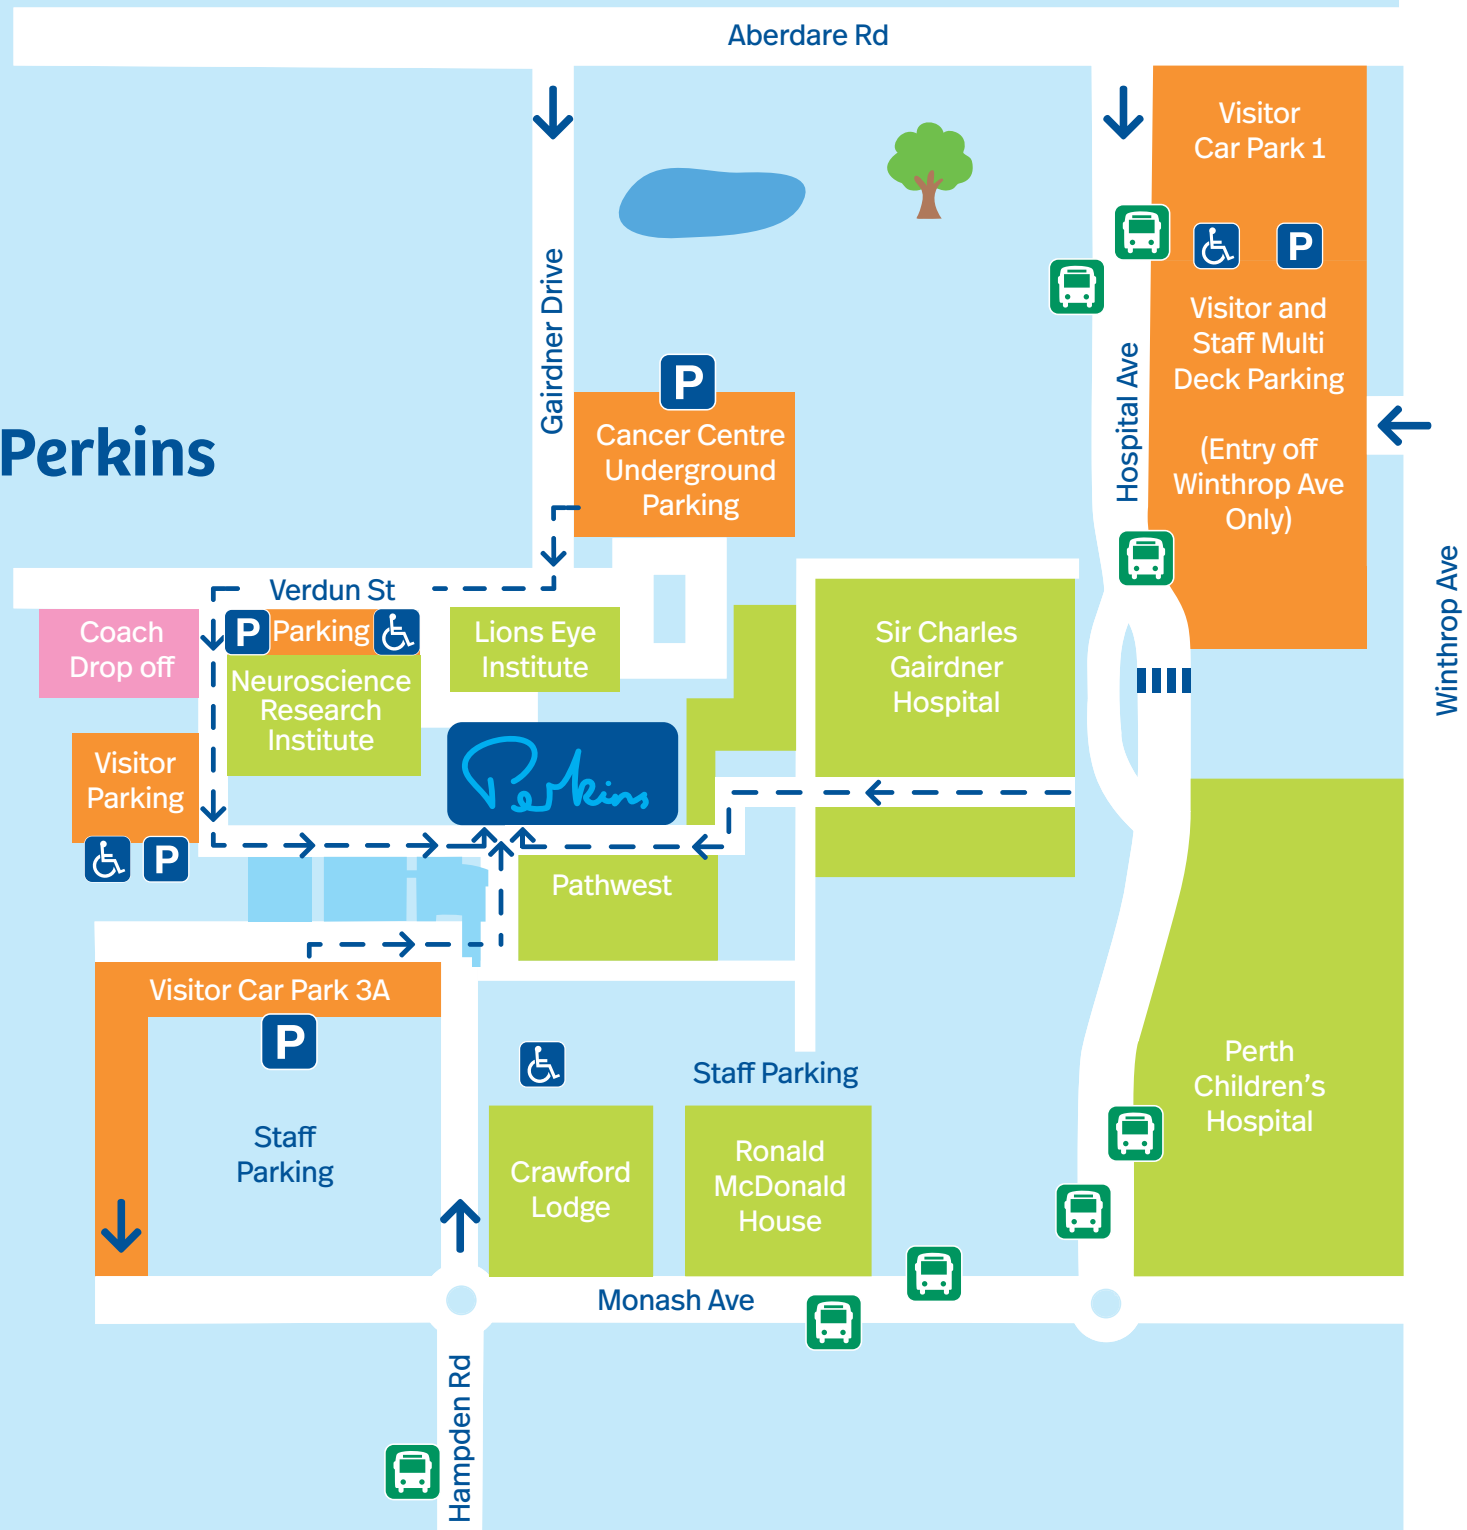 Aberdare Rd
Visitor
Car Park 1
P
Gairdner Drive
Visitor and
Staff Multi
Deck Parking
(Entry off
Winthrop Ave
Only)
Hospital Ave
P
Cancer Centre
Underground
Parking
Perkins
Winthrop Ave
Verdun St
P Parking
Coach
Drop off
Neuroscience
Research
Institute
Lions Eye
Institute
Sir Charles
Gairdner
Hospital
Visitor
Parking
P
Perkins
Pathwest
Visitor Car Park 3A
P
Staff
Parking
Staff Parking
Crawford
Lodge
Ronald
McDonald
House
Perth
Children’s
Hospital
Monash Ave
Hampden Rd